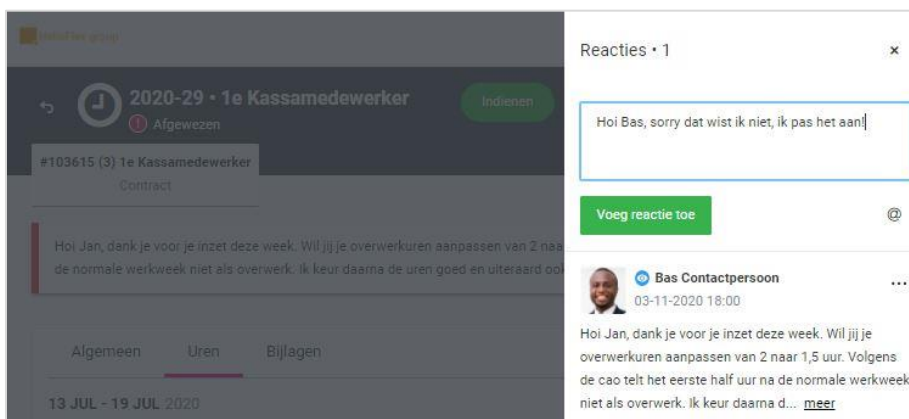 HelloFlex groep
Reacties • 1
×
2020-29 • 1e Kassamedewerker
Indienen
Afgewezen
#103615 (3) 1e Kassamedewerker
Contract
Hoi Bas, sorry dat wist ik niet, ik pas het aan!
Voeg reactie toe
@
Hoi Jan, dank je voor je inzet deze week. Wil jij je overwerkuren aanpassen van 2 naa
de normale werkweek niet als overwerk. Ik keur daarna de uren goed en uiteraard ook
Bas Contactpersoon
...
03-11-2020 18:00
Hoi Jan, dank je voor je inzet deze week. Wil jij je
overwerkuren aanpassen van 2 naar 1,5 uur. Volgens
de cao telt het eerste half uur na de normale werkweek
niet als overwerk. Ik keur daarna d... meer
Algemeen Uren Bijlagen
13 JUL - 19 JUL 2020